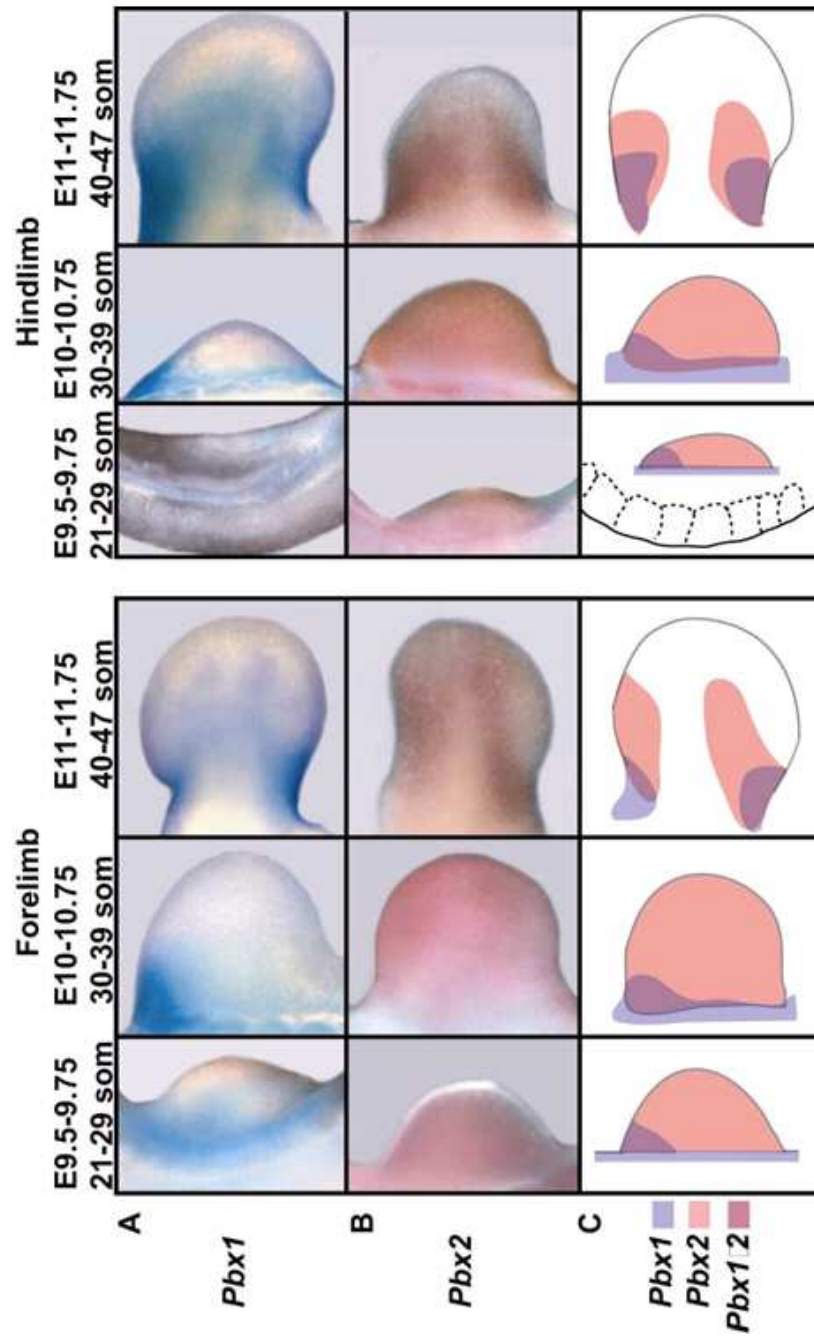 Forelimb
Hindlimb
E9.5-9.75
21-29 som
E10-10.75
30-39 som
E11-11.75
40-47 som
E9.5-9.75
21-29 som
E10-10.75
30-39 som
E11-11.75
40-47 som
A
Pbx1
B
Pbx2
C
Pbx1
Pbx2
Pbx1□2